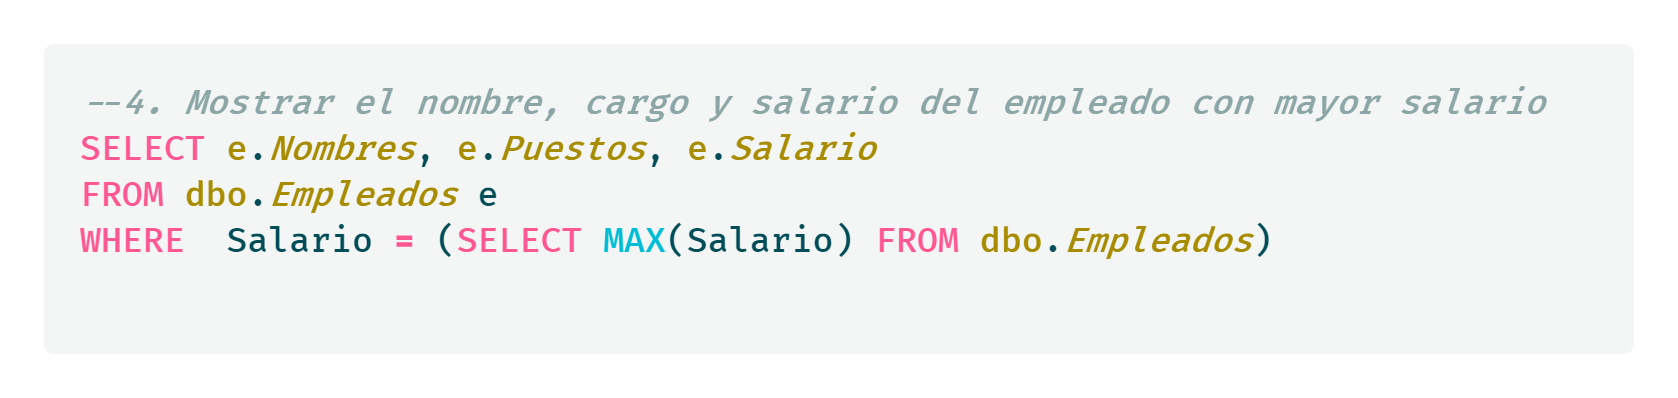 --4. Mostrar el nombre, cargo y salario del empleado con mayor salario
SELECT e.Nombres, e.Puestos, e.Salario
FROM dbo.Empleados e
WHERE  Salario = (SELECT MAX(Salario) FROM dbo.Empleados)